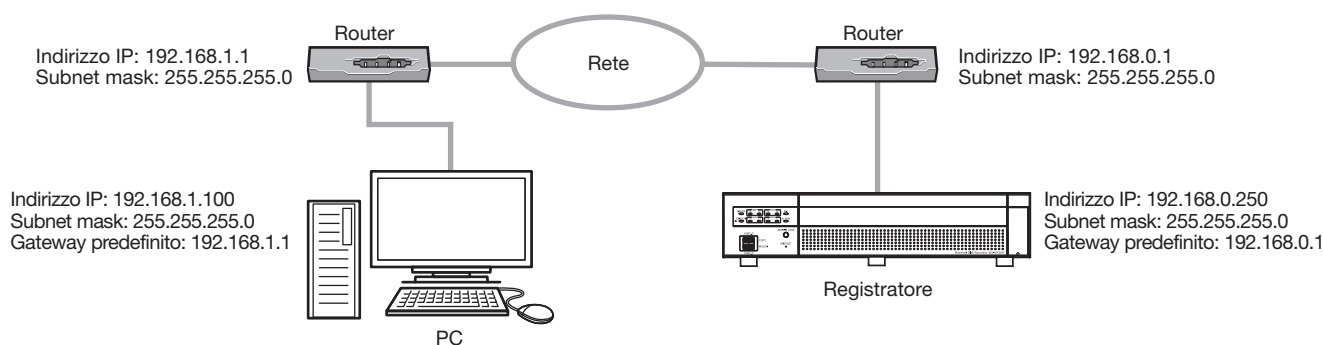 Router
Router
Indirizzo IP: 192.168.1.1
Subnet mask: 255.255.255.0
Rete
Indirizzo IP: 192.168.0.1
Subnet mask: 255.255.255.0
Indirizzo IP: 192.168.1.100
Subnet mask: 255.255.255.0
Gateway predefinito: 192.168.1.1
Indirizzo IP: 192.168.0.250
Subnet mask: 255.255.255.0
Gateway predefinito: 192.168.0.1
Registratore
PC